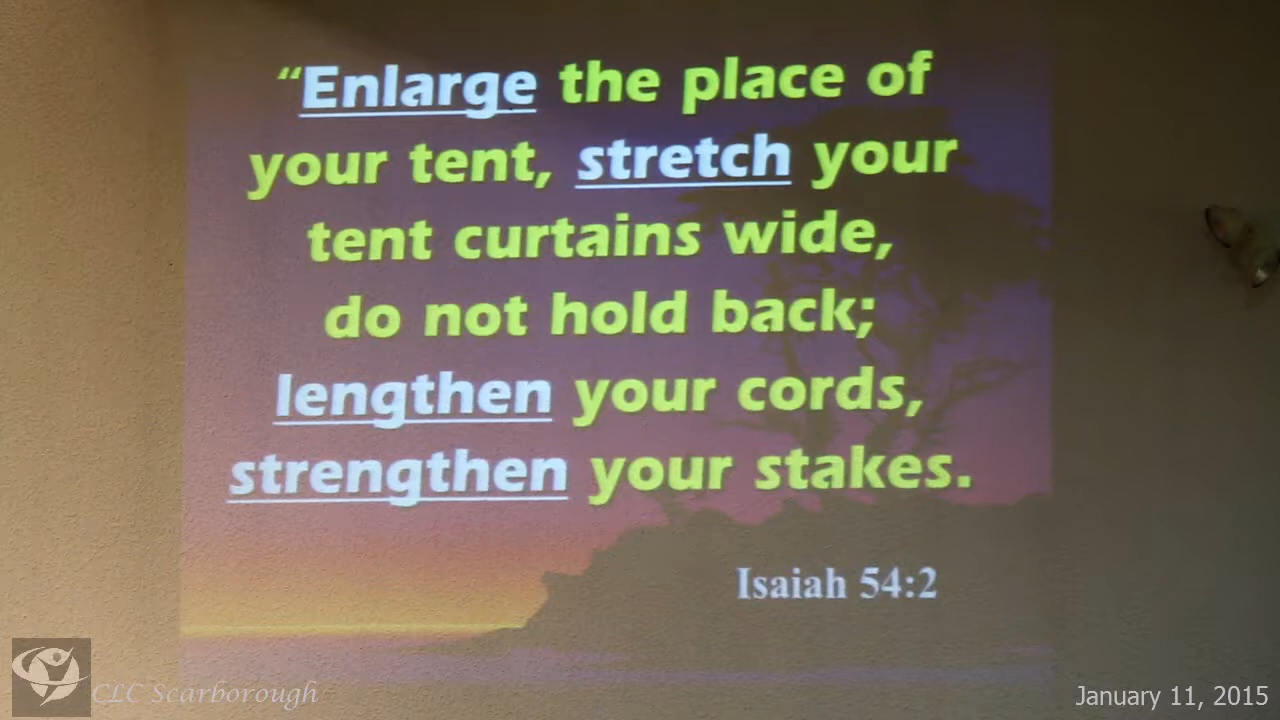 “Enlarge the place of
your tent, stretch your
tent curtains wide,
do not hold back;
lengthen your cords,
strengthen your stakes.
Isaiah 54:2
CLC Scarborough
January 11, 2015